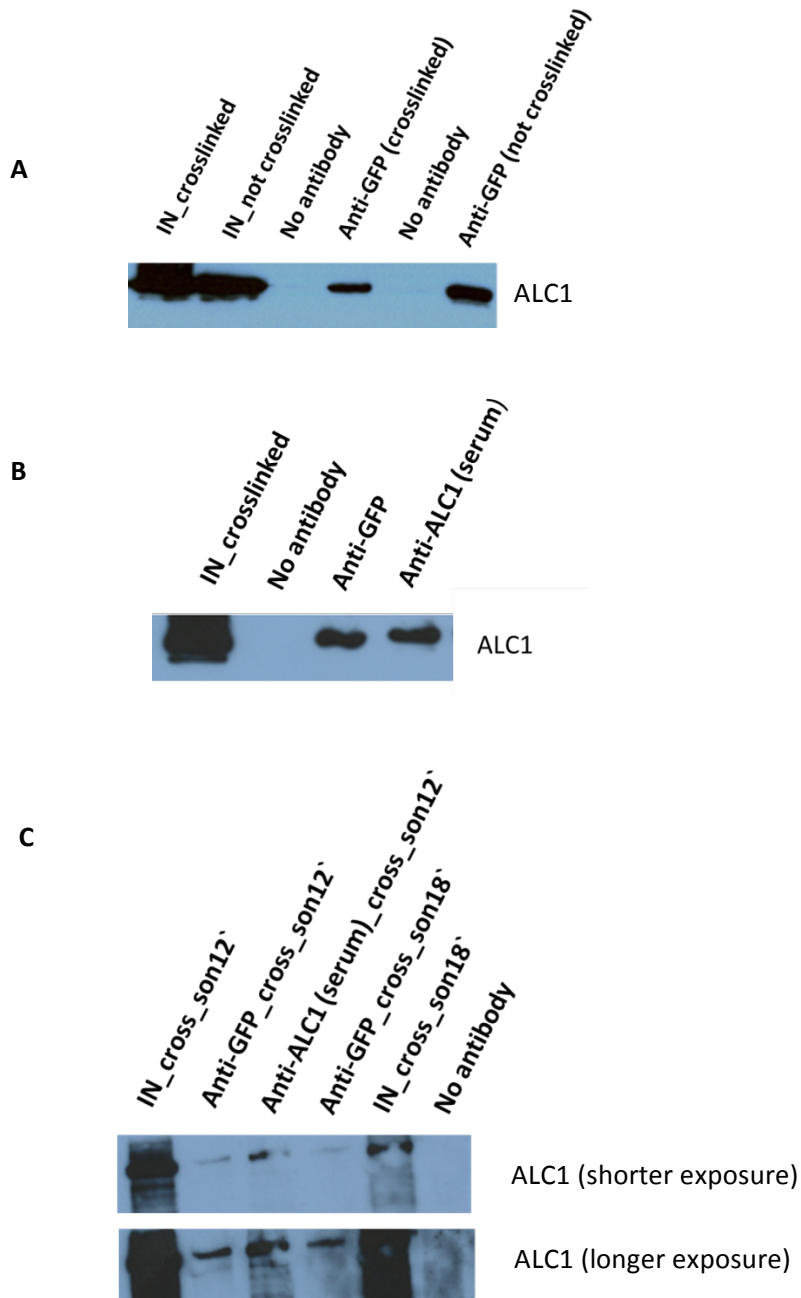 A
IN_crosslinked
IN_not crosslinked
No antibody
Anti-GFP (crosslinked)
No antibody
Anti-GFP (not crosslinked)
ALC1
B
IN_crosslinked
No antibody
Anti-GFP
Anti-ALC1 (serum)
ALC1
C
IN_cross_son12`
Anti-GFP_cross_son12`
Anti-ALC1 (serum)_cross_son12`
Anti-GFP_cross_son18`
IN_cross_son18`
No antibody
ALC1 (shorter exposure)
ALC1 (longer exposure)